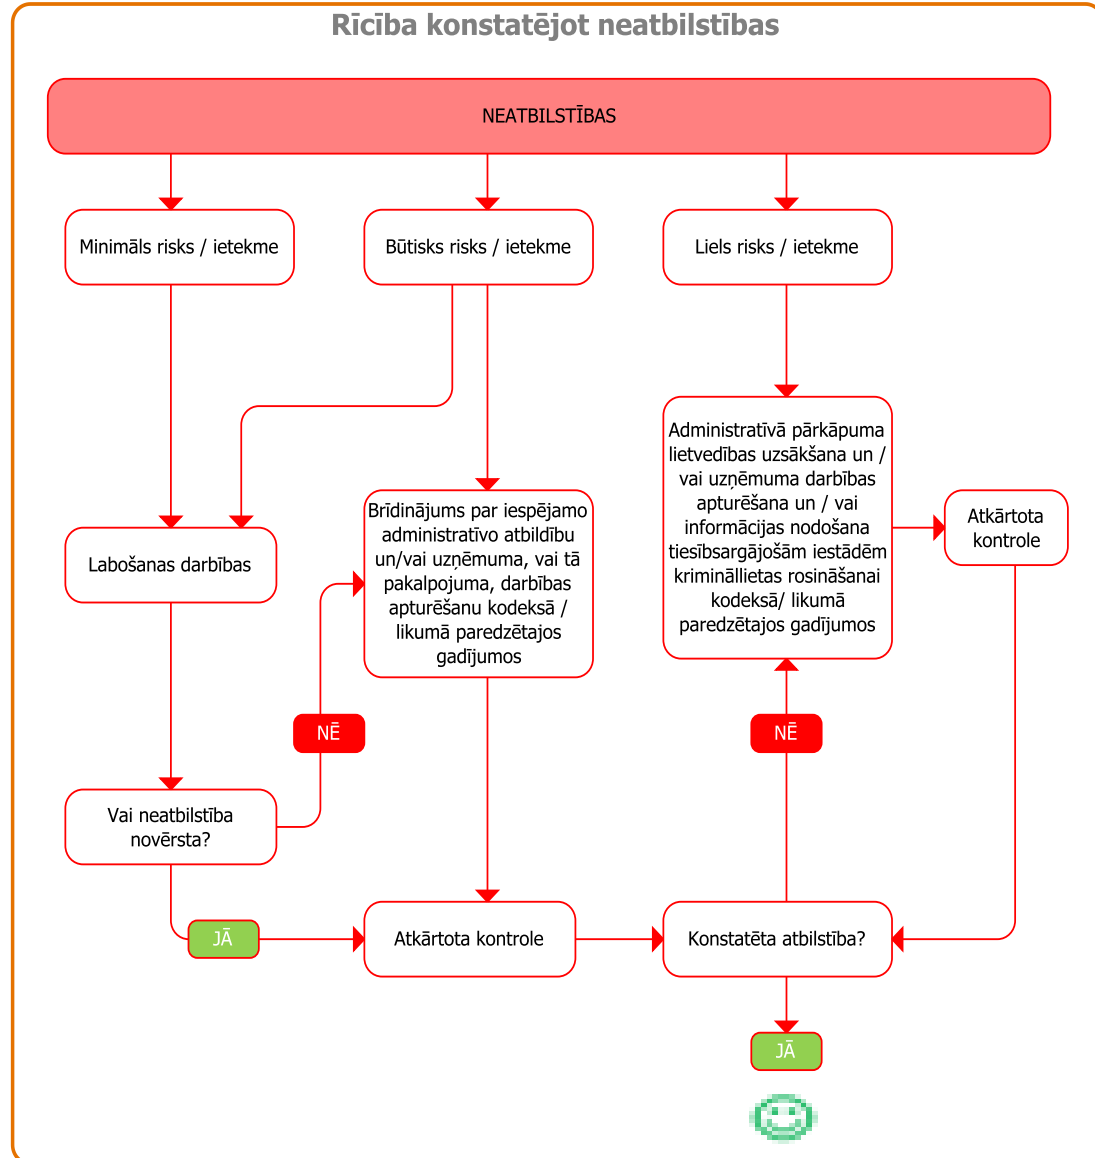 Rīcība konstatējot neatbilstības
NEATBILSTĪBAS
Minimāls risks / ietekme
Būtisks risks / ietekme
Liels risks / ietekme
Administratīvā pārkāpuma
lietvedības uzsākšana un /
vai uzņēmuma darbības
apturēšana un / vai
informācijas nodošana
tiesībsargājošām iestādēm
krimināllietas rosināšanai
kodeksā/ likumā
paredzētajos gadījumos
Atkārtota
kontrole
Brīdinājums par iespējamo
administratīvo atbildību
un/vai uzņēmuma, vai tā
pakalpojuma, darbības
apturēšanu kodeksā /
likumā paredzētajos
gadījumos
Labošanas darbības
NĒ
NĒ
Vai neatbilstība
novērsta?
JĀ
Atkārtota kontrole
Konstatēta atbilstība?
JĀ